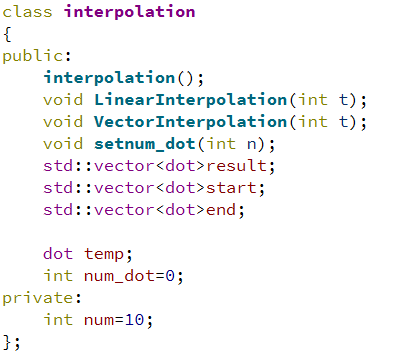 class interpolation
{
public:
    interpolation();
    void LinearInterpolation(int t);
    void VectorInterpolation(int t);
    void setnum_dot(int n);
    std::vector<dot>result;
    std::vector<dot>start;
    std::vector<dot>end;

    dot temp;
    int num_dot=0;
private:
    int num=10;
};